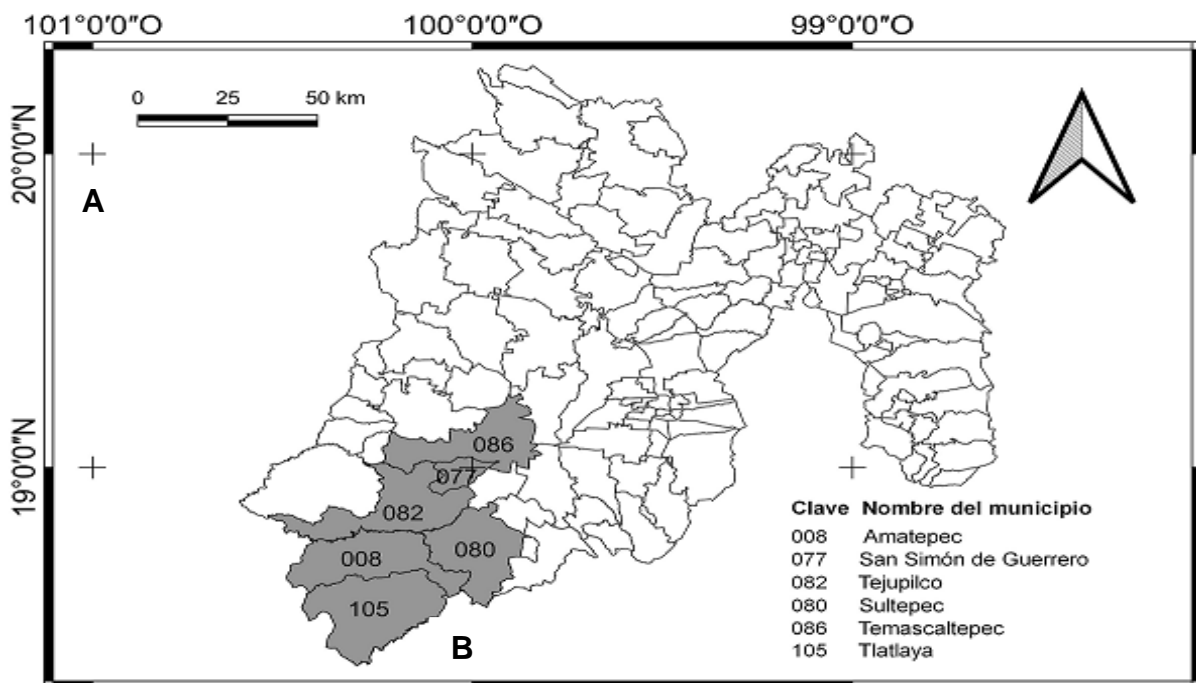 101°0′0″O 100°0′0″O 99°0′0″O
0 25 50 km
20°0′0″N
A
19°0′0″N
086
077
082
080
008
105
B
Clave Nombre del municipio
008 Amatepec
077 San Simón de Guerrero
082 Tejupilco
080 Sultepec
086 Temascaltepec
105 Tlatlaya